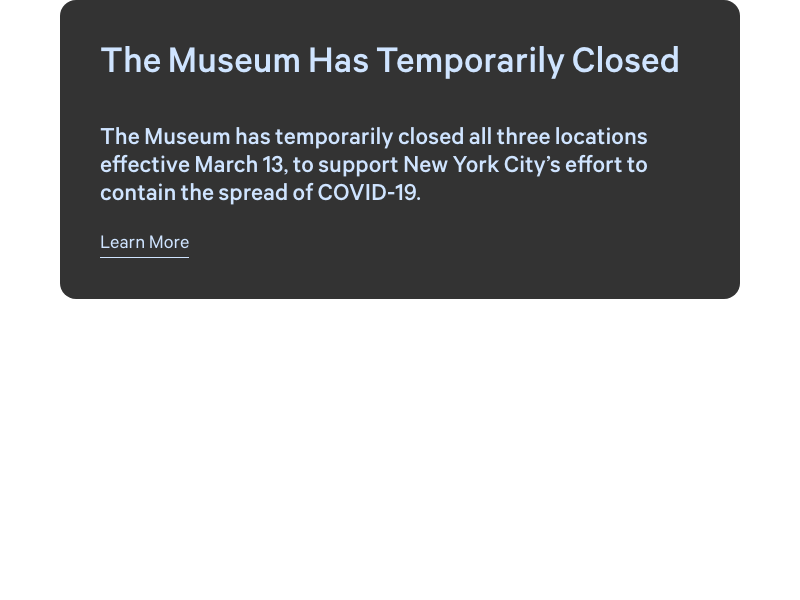 The Museum Has Temporarily Closed
The Museum has temporarily closed all three locations
effective March 13, to support New York City’s effort to
contain the spread of COVID-19.
Learn More